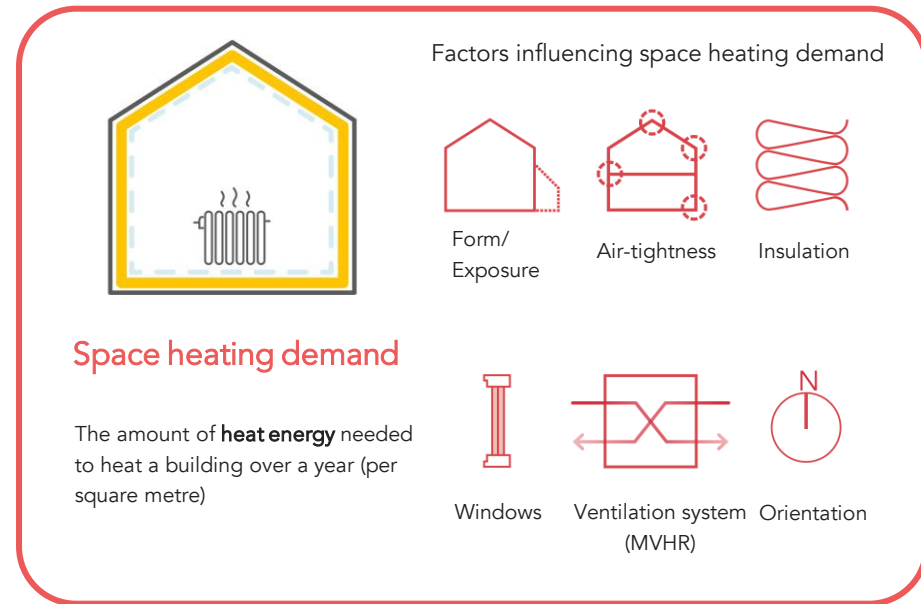 Factors influencing space heating demand
Form/
Exposure
Air-tightness
Insulation
Space heating demand
The amount of heat energy needed
to heat a building over a year (per
square metre)
N
Windows
Ventilation system
(MVHR)
Orientation